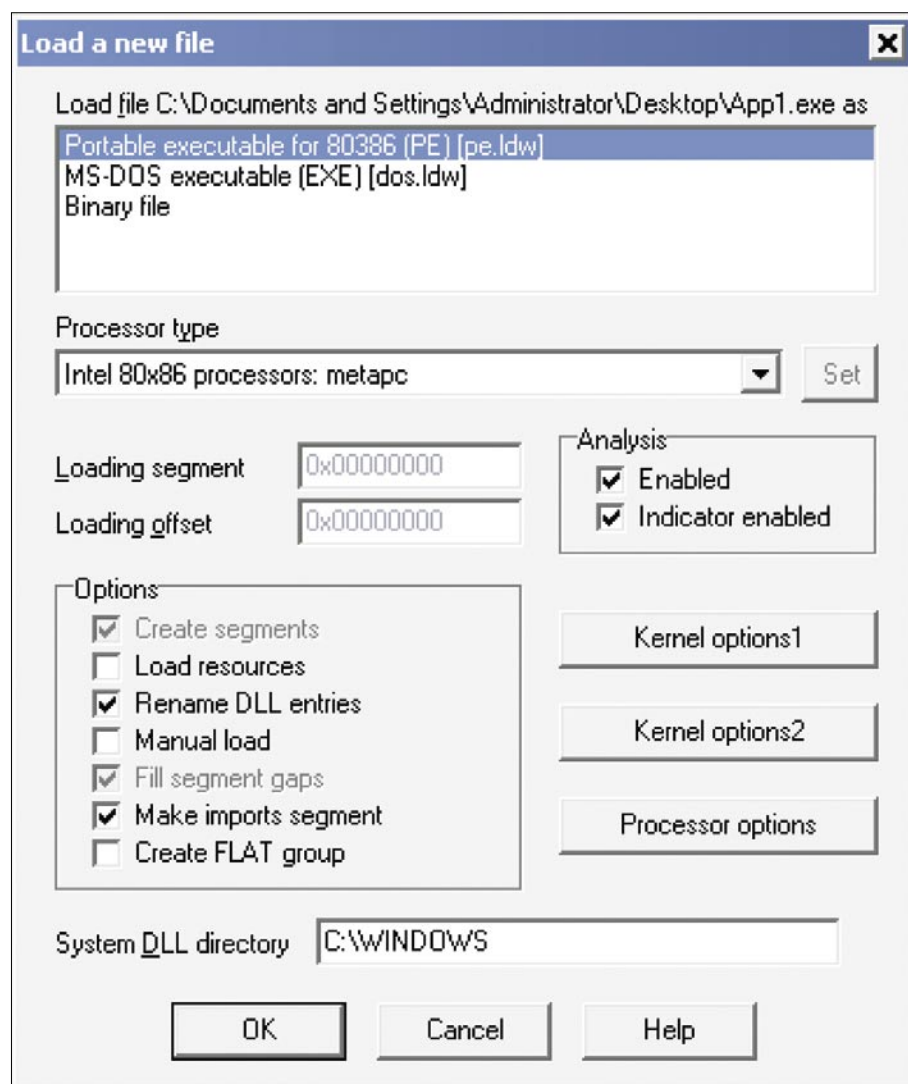 Load a new file
Load file C:\Documents and Settings\Administrator\Desktop\App1.exe as
Portable executable for 80386 (PE) [pe.ldw]
MS-DOS executable (EXE) [dos.ldw]
Binary file
Processor type
Intel 80x86 processors: metapc
Set
Loading segment
0x00000000
Loading offset
0x00000000
Analysis
Enabled
Indicator enabled
Options
Create segments
Load resources
Rename DLL entries
Manual load
Fill segment gaps
Make imports segment
Create FLAT group
Kernel options1
Kernel options2
Processor options
System DLL directory
C:\WINDOWS
OK
Cancel
Help